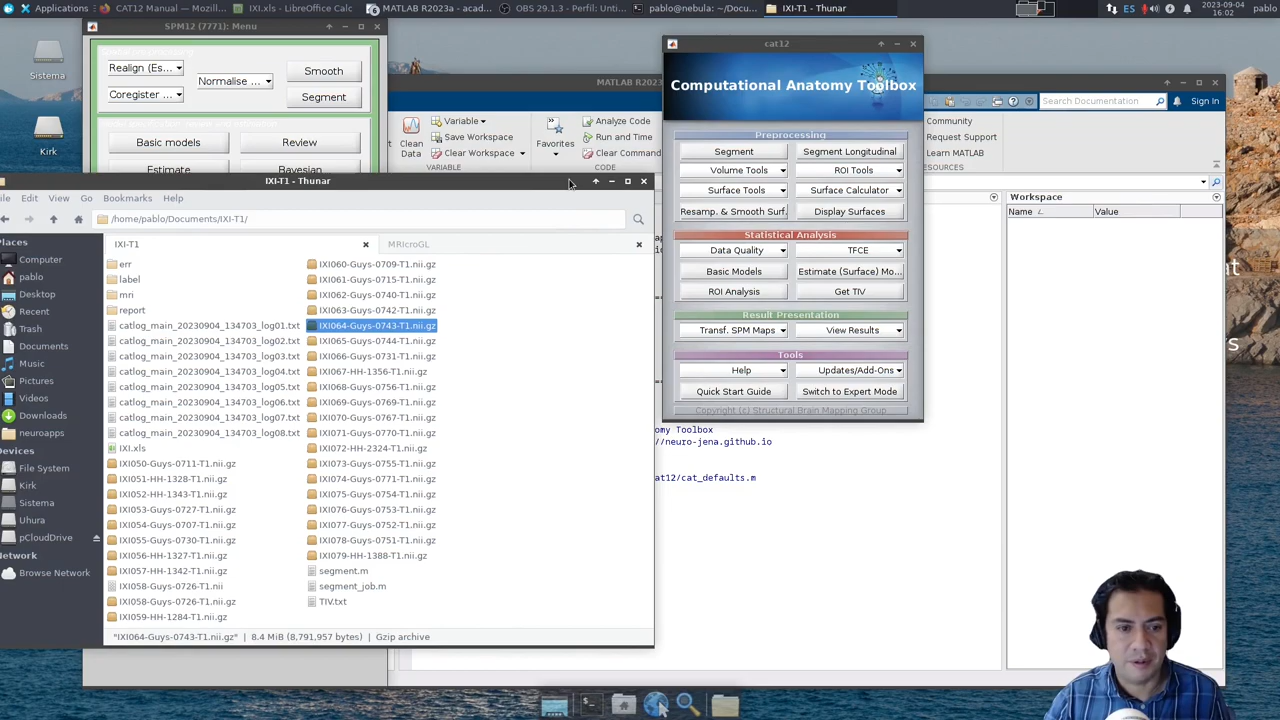 Applications
CAT12 Manual — Mozill...
IXI.xls - LibreOffice Calc
MATLAB R2023a - acad...
OBS 29.1.3 - Perfil: Unti...
pablo@nebula: ~/Docu...
IXI-T1 - Thunar
ES
2023-09-04
16:02
pablo
Sistema
Kirk
SPM12 (7771): Menu
Realign (Es...
Normalise ...
Smooth
Coregister ...
Segment
Basic models
Review
Estimate
Bayesian
MATLAB R2023
Search Documentation
Sign In
Clean
Data
Variable
Save Workspace
Clear Workspace
VARIABLE
Favorites
Analyze Code
Run and Time
Clear Command
Community
Request Support
Learn MATLAB
Workspace
Name
Value
omy Toolbox
//neuro-jena.github.io
cat12/cat_defaults.m
cat12
Computational Anatomy Toolbox
Preprocessing
Segment
Segment Longitudinal
Volume Tools
ROI Tools
Surface Tools
Surface Calculator
Resamp. & Smooth Surf.
Display Surfaces
Statistical Analysis
Data Quality
TFCE
Basic Models
Estimate (Surface) Mo...
ROI Analysis
Get TIV
Result Presentation
Transf. SPM Maps
View Results
Tools
Help
Updates/Add-Ons
Quick Start Guide
Switch to Expert Mode
Copyright (c) Structural Brain Mapping Group
IXI-T1 - Thunar
ile
Edit
View
Go
Bookmarks
Help
/home/pablo/Documents/IXI-T1/
Places
Computer
pablo
Desktop
Recent
Trash
Documents
Music
Pictures
Videos
Downloads
neuroapps
Devices
File System
Kirk
Sistema
Uhura
pCloudDrive
Network
Browse Network
IXI-T1
MRIcroGL
err
label
mri
report
catlog_main_20230904_134703_log01.txt
catlog_main_20230904_134703_log02.txt
catlog_main_20230904_134703_log03.txt
catlog_main_20230904_134703_log04.txt
catlog_main_20230904_134703_log05.txt
catlog_main_20230904_134703_log06.txt
catlog_main_20230904_134703_log07.txt
catlog_main_20230904_134703_log08.txt
IXI.xls
IXI050-Guys-0711-T1.nii.gz
IXI051-HH-1328-T1.nii.gz
IXI052-HH-1343-T1.nii.gz
IXI053-Guys-0727-T1.nii.gz
IXI054-Guys-0707-T1.nii.gz
IXI055-Guys-0730-T1.nii.gz
IXI056-HH-1327-T1.nii.gz
IXI057-HH-1342-T1.nii.gz
IXI058-Guys-0726-T1.nii
IXI058-Guys-0726-T1.nii.gz
IXI059-HH-1284-T1.nii.gz
IXI060-Guys-0709-T1.nii.gz
IXI061-Guys-0715-T1.nii.gz
IXI062-Guys-0740-T1.nii.gz
IXI063-Guys-0742-T1.nii.gz
IXI064-Guys-0743-T1.nii.gz
IXI065-Guys-0744-T1.nii.gz
IXI066-Guys-0731-T1.nii.gz
IXI067-HH-1356-T1.nii.gz
IXI068-Guys-0756-T1.nii.gz
IXI069-Guys-0769-T1.nii.gz
IXI070-Guys-0767-T1.nii.gz
IXI071-Guys-0770-T1.nii.gz
IXI072-HH-2324-T1.nii.gz
IXI073-Guys-0755-T1.nii.gz
IXI074-Guys-0771-T1.nii.gz
IXI075-Guys-0754-T1.nii.gz
IXI076-Guys-0753-T1.nii.gz
IXI077-Guys-0752-T1.nii.gz
IXI078-Guys-0751-T1.nii.gz
IXI079-HH-1388-T1.nii.gz
segment.m
segment_job.m
TIV.txt
"IXI064-Guys-0743-T1.nii.gz" | 8.4 MiB (8,791,957 bytes) | Gzip archive